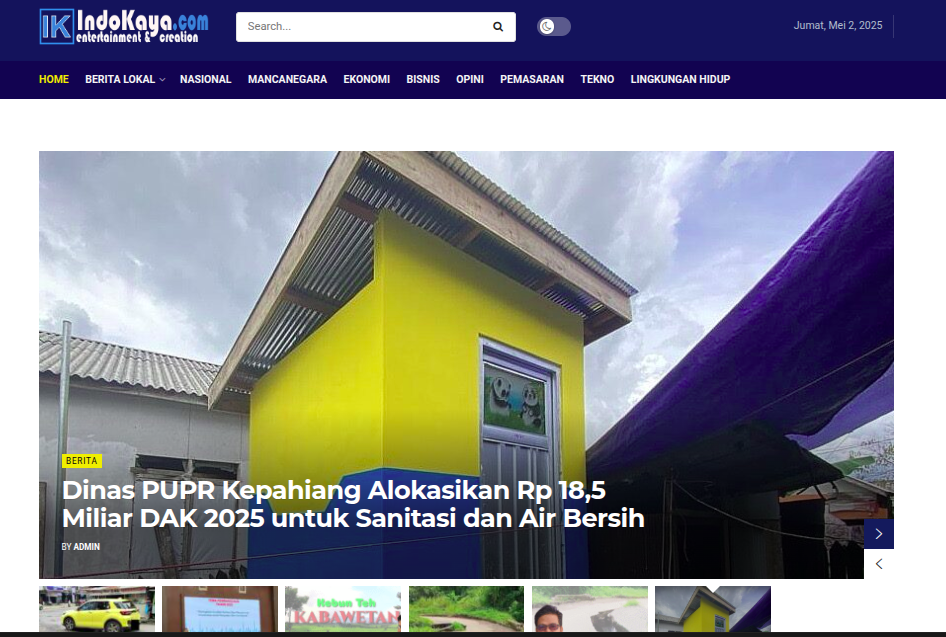 IK IndoKaya.com
entertainment & creation
Search...
Jumat, Mei 2, 2025
HOME BERITA LOKAL NASIONAL MANCANEGARA EKONOMI BISNIS OPINI PEMASARAN TEKNO LINGKUNGAN HIDUP
BERITA
Dinas PUPR Kepahiang Alokasikan Rp 18,5
Miliar DAK 2025 untuk Sanitasi dan Air Bersih
BY ADMIN
Kebun Teh
KABAWETAN